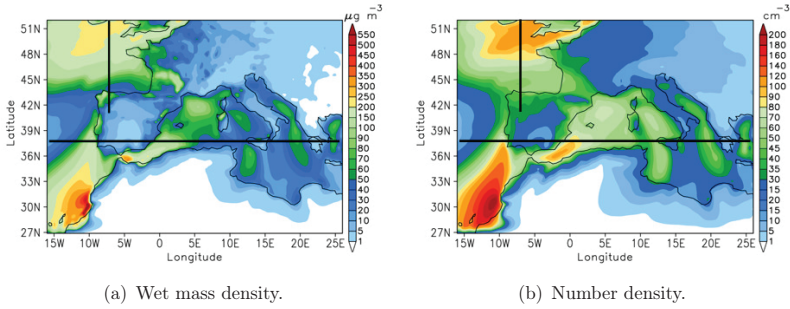 μg m⁻³
cm⁻³
51N
48N
45N
42N
39N
36N
33N
30N
27N
Latitude
15W 10W 5W 0 5E 10E 15E 20E 25E
Longitude
550
500
450
400
350
300
250
200
150
100
90
80
70
60
50
40
30
20
10
5
1
51N
48N
45N
42N
39N
36N
33N
30N
27N
Latitude
15W 10W 5W 0 5E 10E 15E 20E 25E
Longitude
200
180
160
140
120
100
90
80
70
60
50
45
40
35
30
25
20
15
10
5
1
(a) Wet mass density.
(b) Number density.